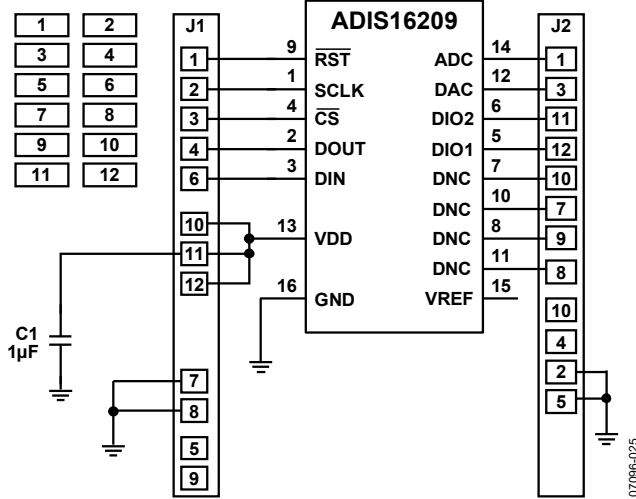 ADIS16209
J1
J2
1 2
3 4
5 6
7 8
9 10
11 12
1 9 RST ADC 14 1
2 1 SCLK DAC 12 3
3 4 CS DIO2 6 11
4 2 DOUT DIO1 5 12
6 3 DIN DNC 7 10
DNC 10 7
10
11 13 VDD DNC 8 9
12
DNC 11 8
16 GND VREF 15
10
C1
1µF
4
7 2
8 5
5
9
07096-025